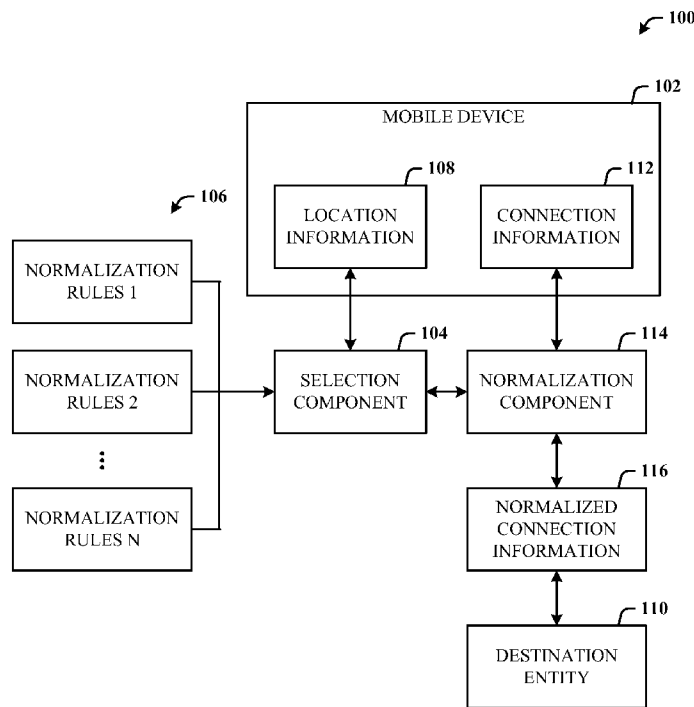 100
102
MOBILE DEVICE
108
112
106
LOCATION
INFORMATION
CONNECTION
INFORMATION
NORMALIZATION
RULES 1
104
114
NORMALIZATION
RULES 2
SELECTION
COMPONENT
NORMALIZATION
COMPONENT
...
116
NORMALIZATION
RULES N
NORMALIZED
CONNECTION
INFORMATION
110
DESTINATION
ENTITY